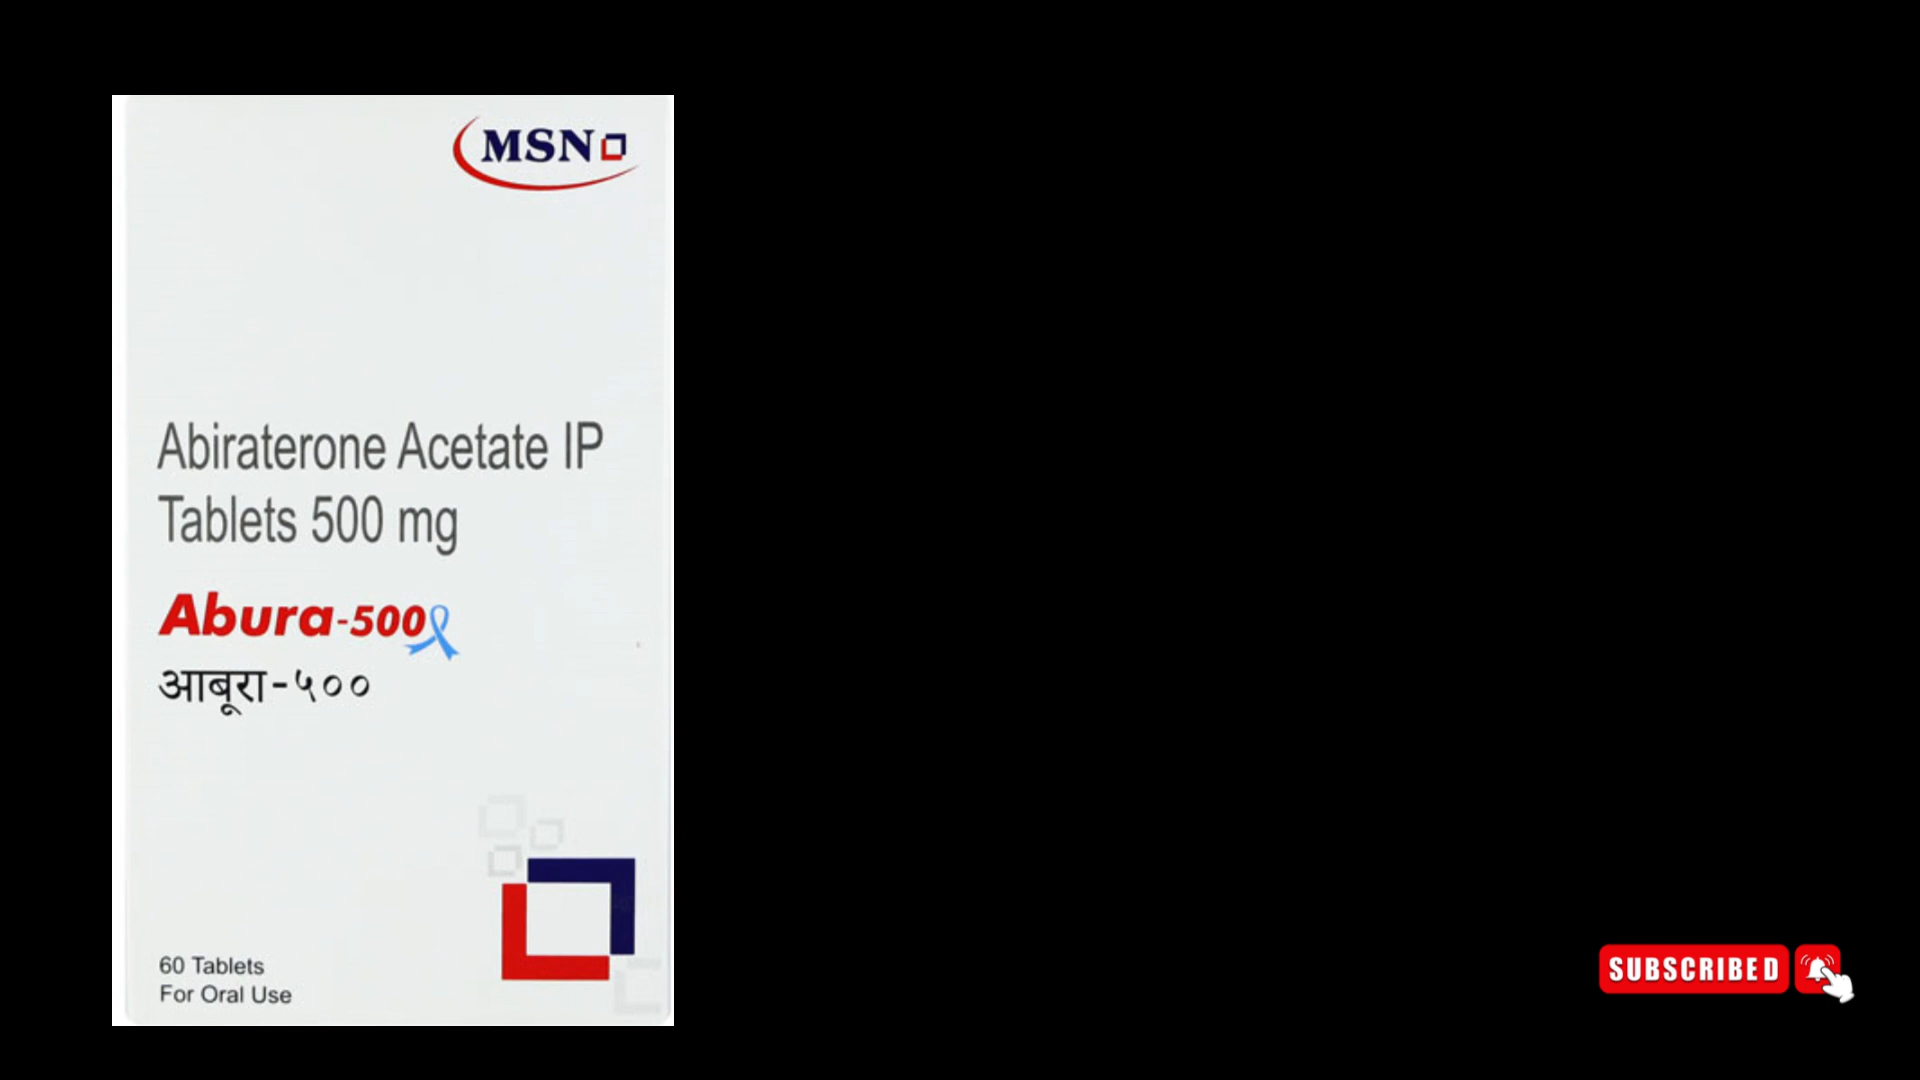 MSN
Abiraterone Acetate IP
Tablets 500 mg
Abura-500
आबूरा-५००
60 Tablets
For Oral Use
SUBSCRIBED